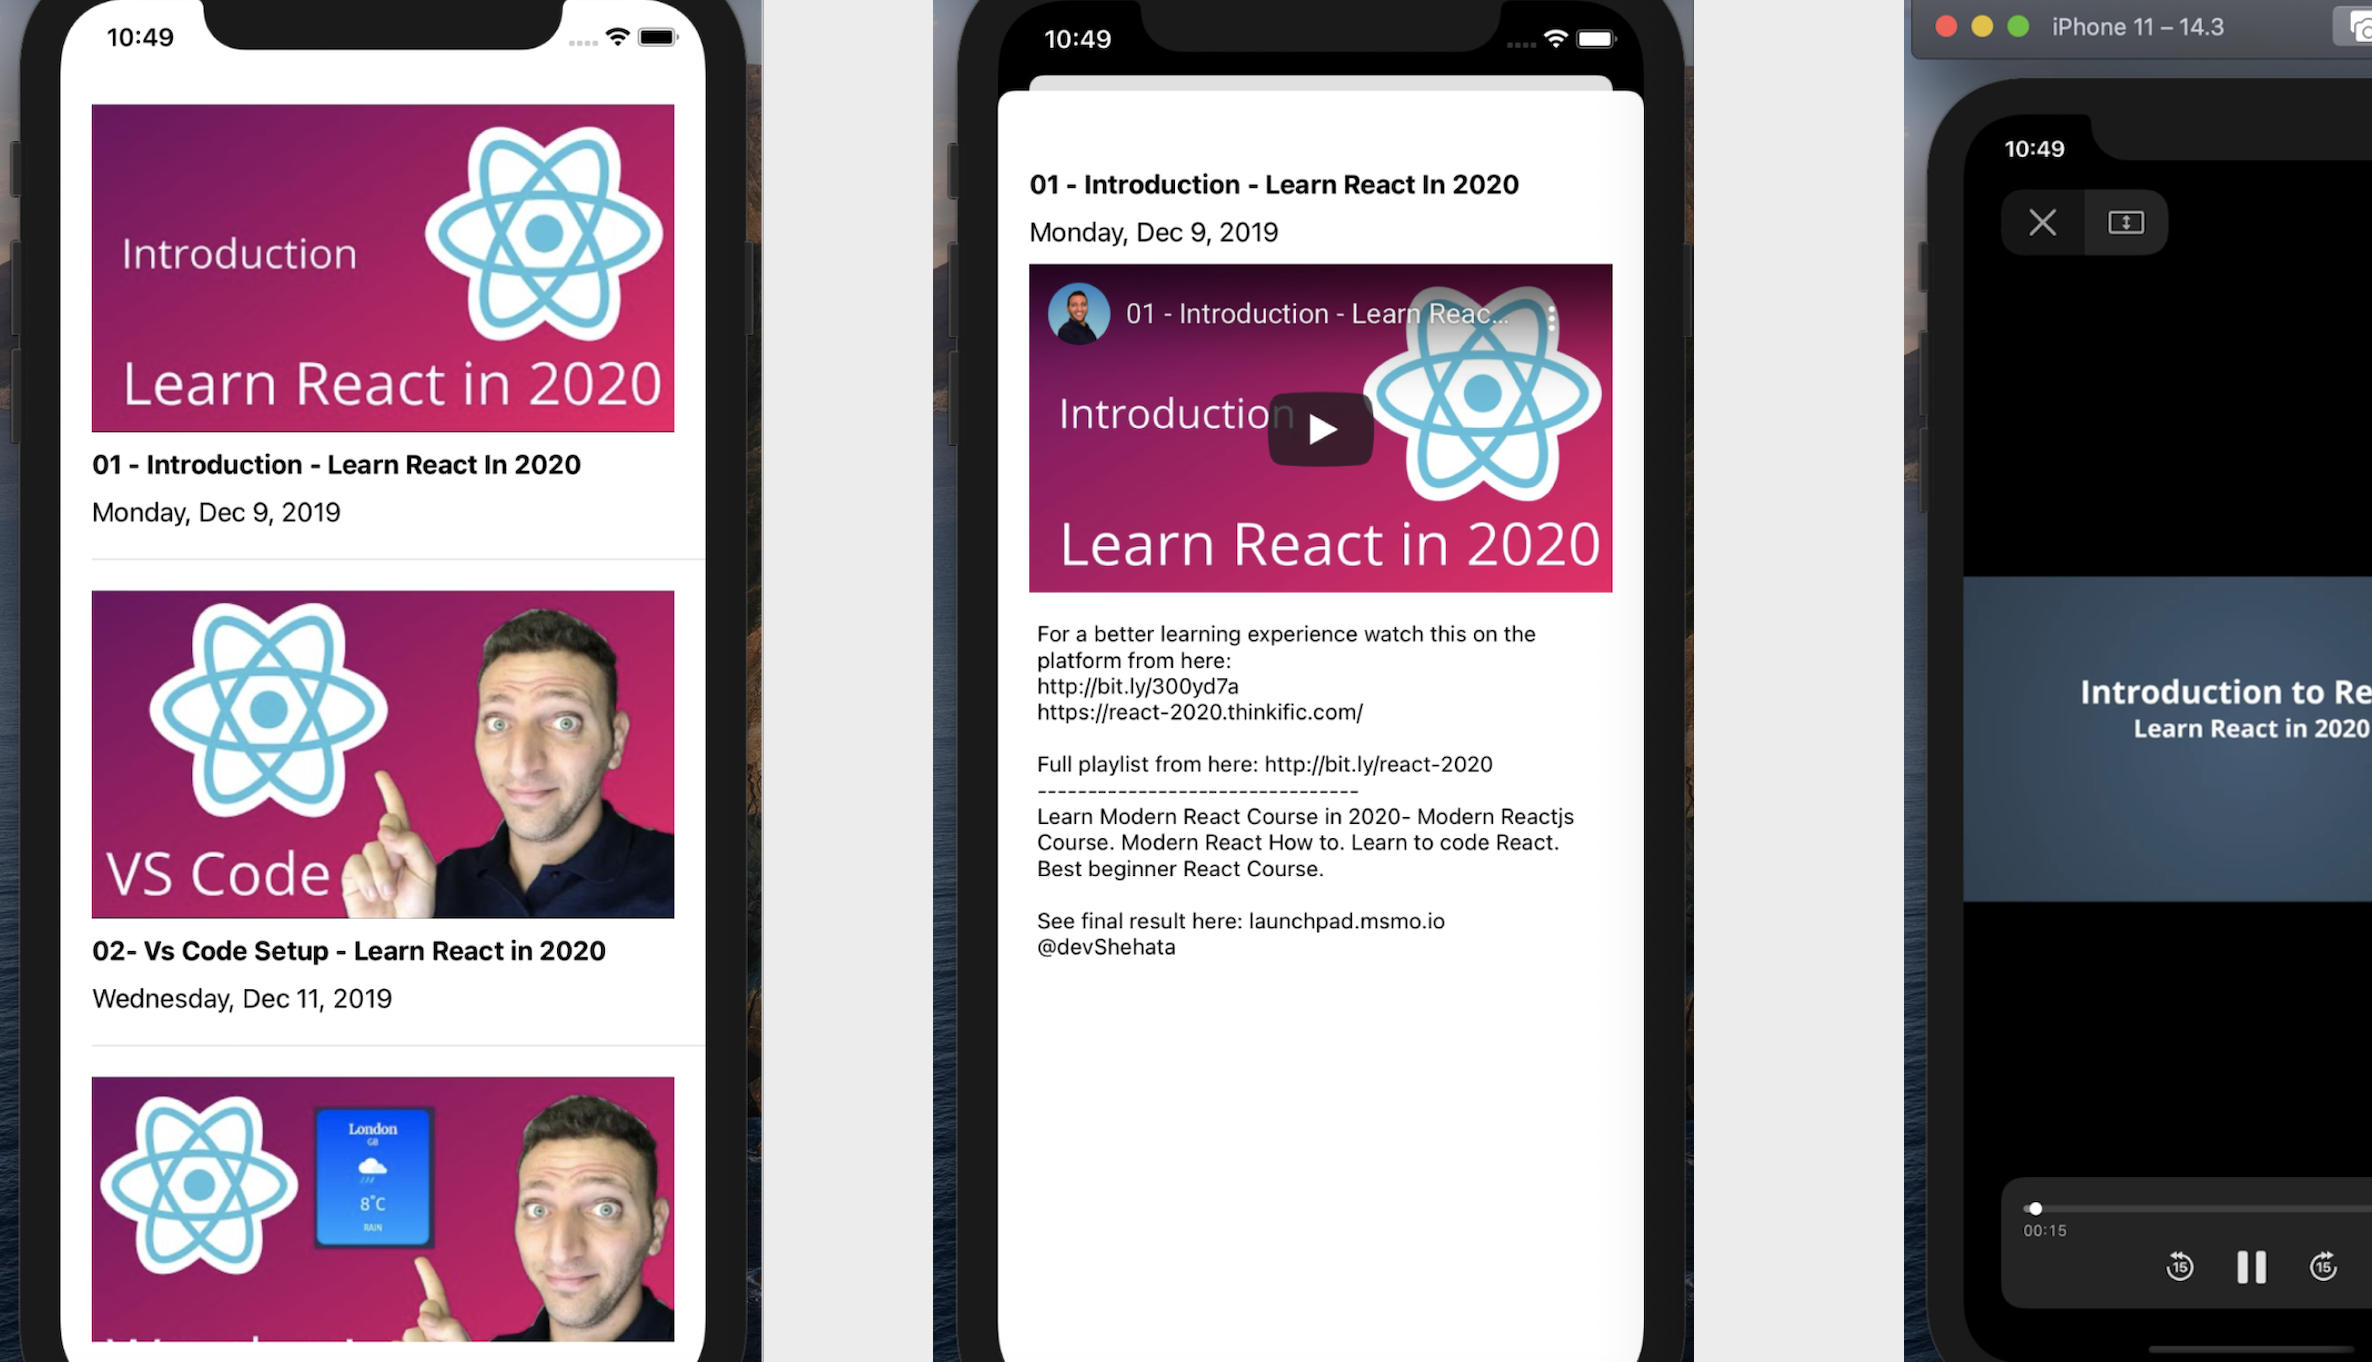 10:49
Introduction
Learn React in 2020
01 - Introduction - Learn React In 2020
Monday, Dec 9, 2019
VS Code
02- Vs Code Setup - Learn React in 2020
Wednesday, Dec 11, 2019
London
GB
8°C
RAIN
10:49
01 - Introduction - Learn React In 2020
Monday, Dec 9, 2019
01 - Introduction - Learn Reac...
Introduction
Learn React in 2020
For a better learning experience watch this on the
platform from here:
http://bit.ly/300yd7a
https://react-2020.thinkific.com/
Full playlist from here: http://bit.ly/react-2020
--------------------------------
Learn Modern React Course in 2020- Modern Reactjs
Course. Modern React How to. Learn to code React.
Best beginner React Course.
See final result here: launchpad.msmo.io
@devShehata
iPhone 11 – 14.3
10:49
Introduction to Re
Learn React in 2020
00:15
15
15